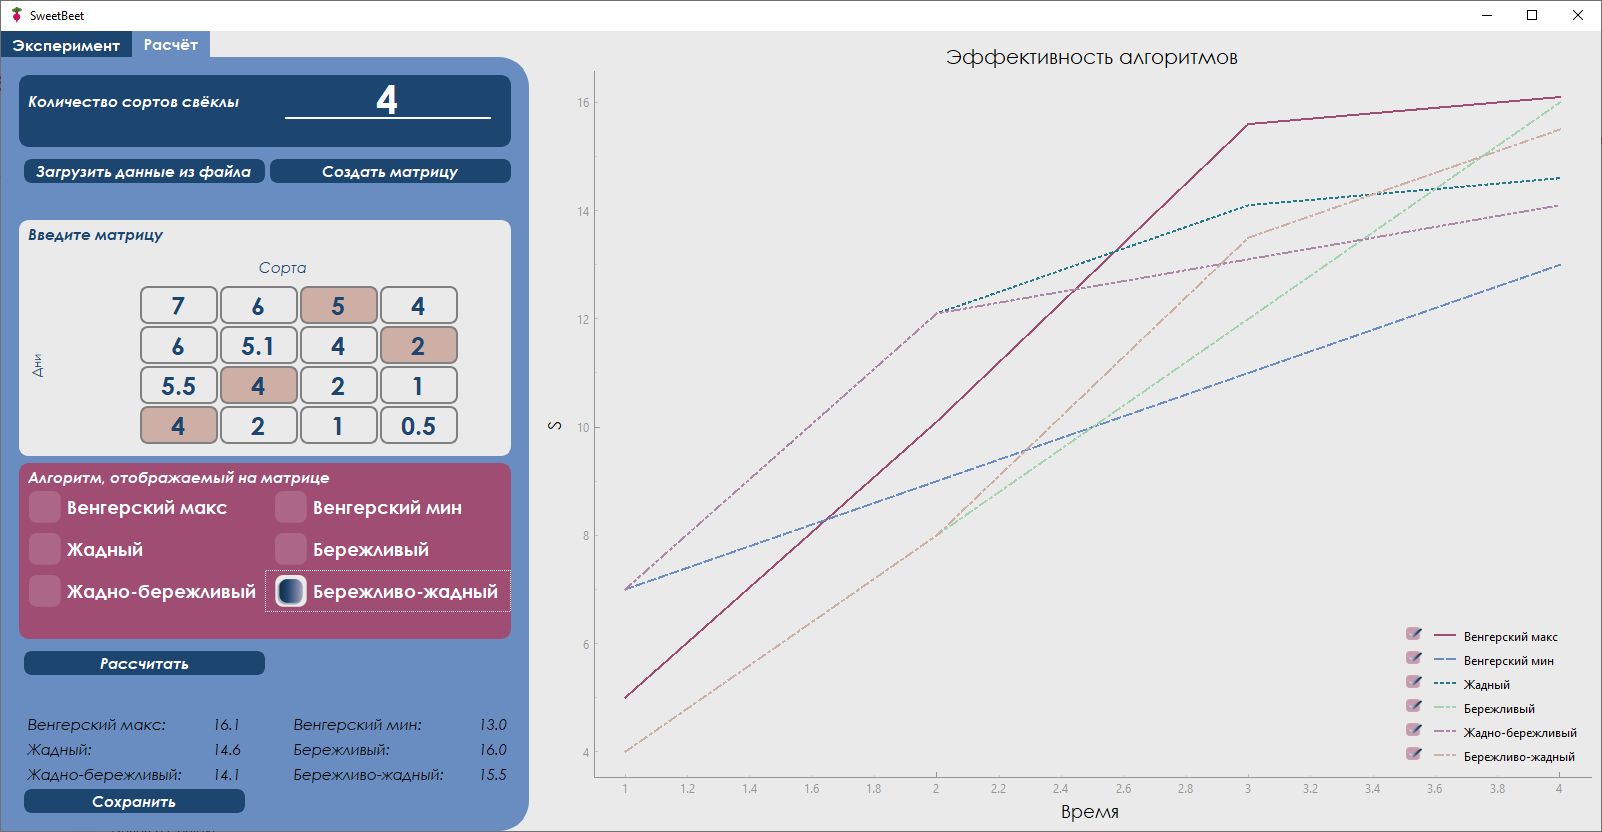 SweetBeet
Эксперимент Расчёт
Количество сортов свёклы 4
Загрузить данные из файла Создать матрицу
Введите матрицу
Сорта
Дни
7 6 5 4
6 5.1 4 2
5.5 4 2 1
4 2 1 0.5
Алгоритм, отображаемый на матрице
Венгерский макс Венгерский мин
Жадный Бережливый
Жадно-бережливый Бережливо-жадный
Рассчитать
Венгерский макс: 16.1 Венгерский мин: 13.0
Жадный: 14.6 Бережливый: 16.0
Жадно-бережливый: 14.1 Бережливо-жадный: 15.5
Сохранить
Эффективность алгоритмов
16
14
12
10
8
6
4
S
1 1.2 1.4 1.6 1.8 2 2.2 2.4 2.6 2.8 3 3.2 3.4 3.6 3.8 4
Время
Венгерский макс
Венгерский мин
Жадный
Бережливый
Жадно-бережливый
Бережливо-жадный